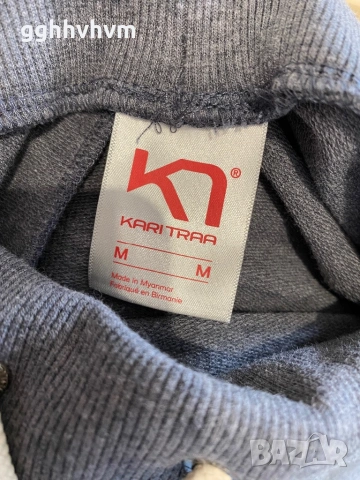 gghhvhvm
KARI TRAA®
M M
Made in Myanmar
Fabriqué en Birmanie
BAZAR